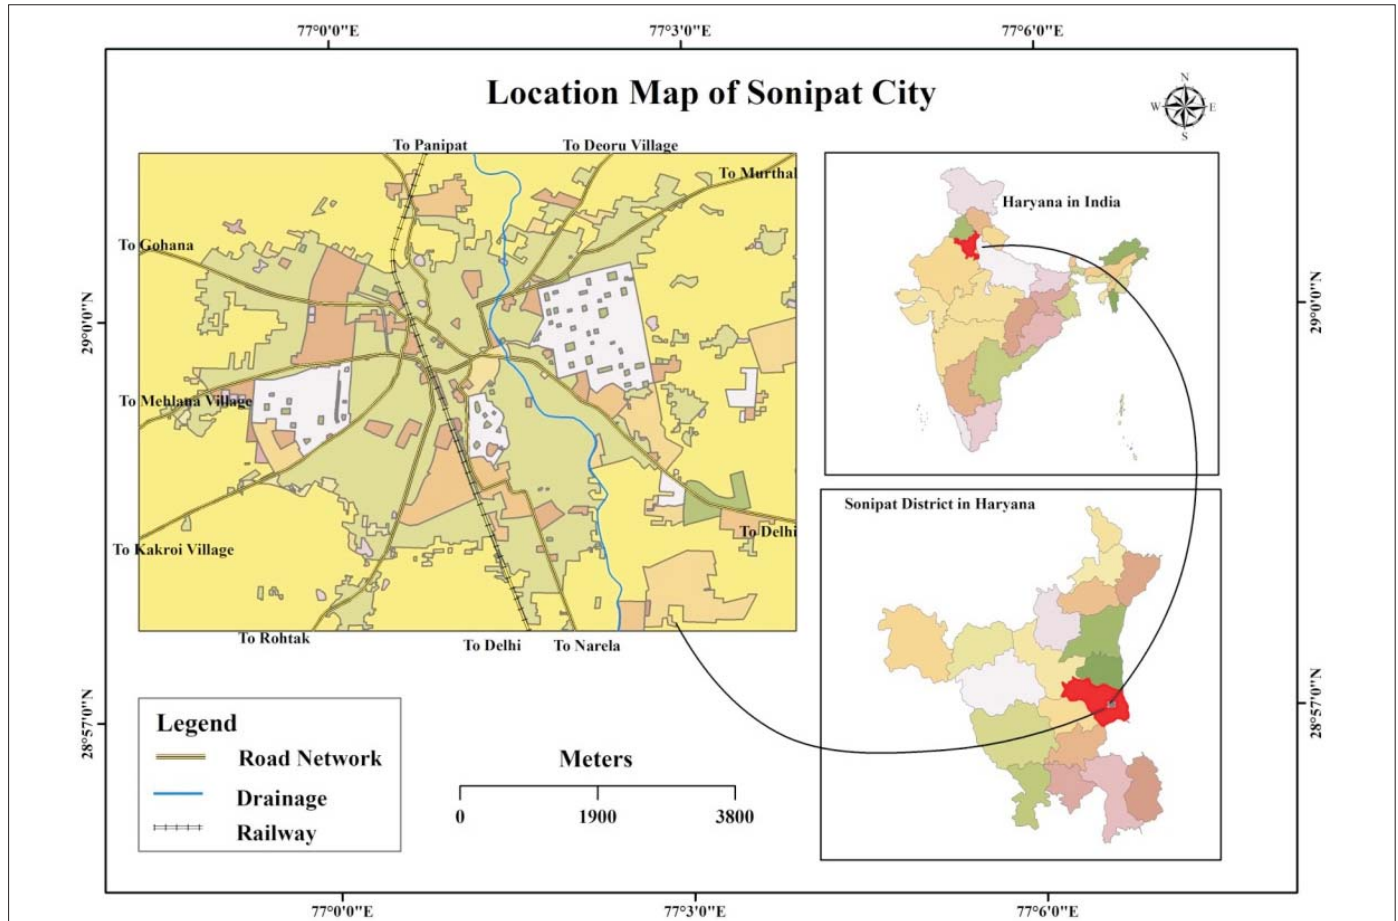 77°0'0"E
77°3'0"E
77°6'0"E
Location Map of Sonipat City
N
W
E
S
To Panipat
To Deoru Village
To Murthal
To Gohana
To Mehlana Village
To Kakroi Village
To Delhi
To Rohtak
To Delhi
To Narela
Haryana in India
Sonipat District in Haryana
29°0'0"N
29°0'0"N
28°57'0"N
28°57'0"N
Legend
Road Network
Drainage
Railway
Meters
0
1900
3800
77°0'0"E
77°3'0"E
77°6'0"E